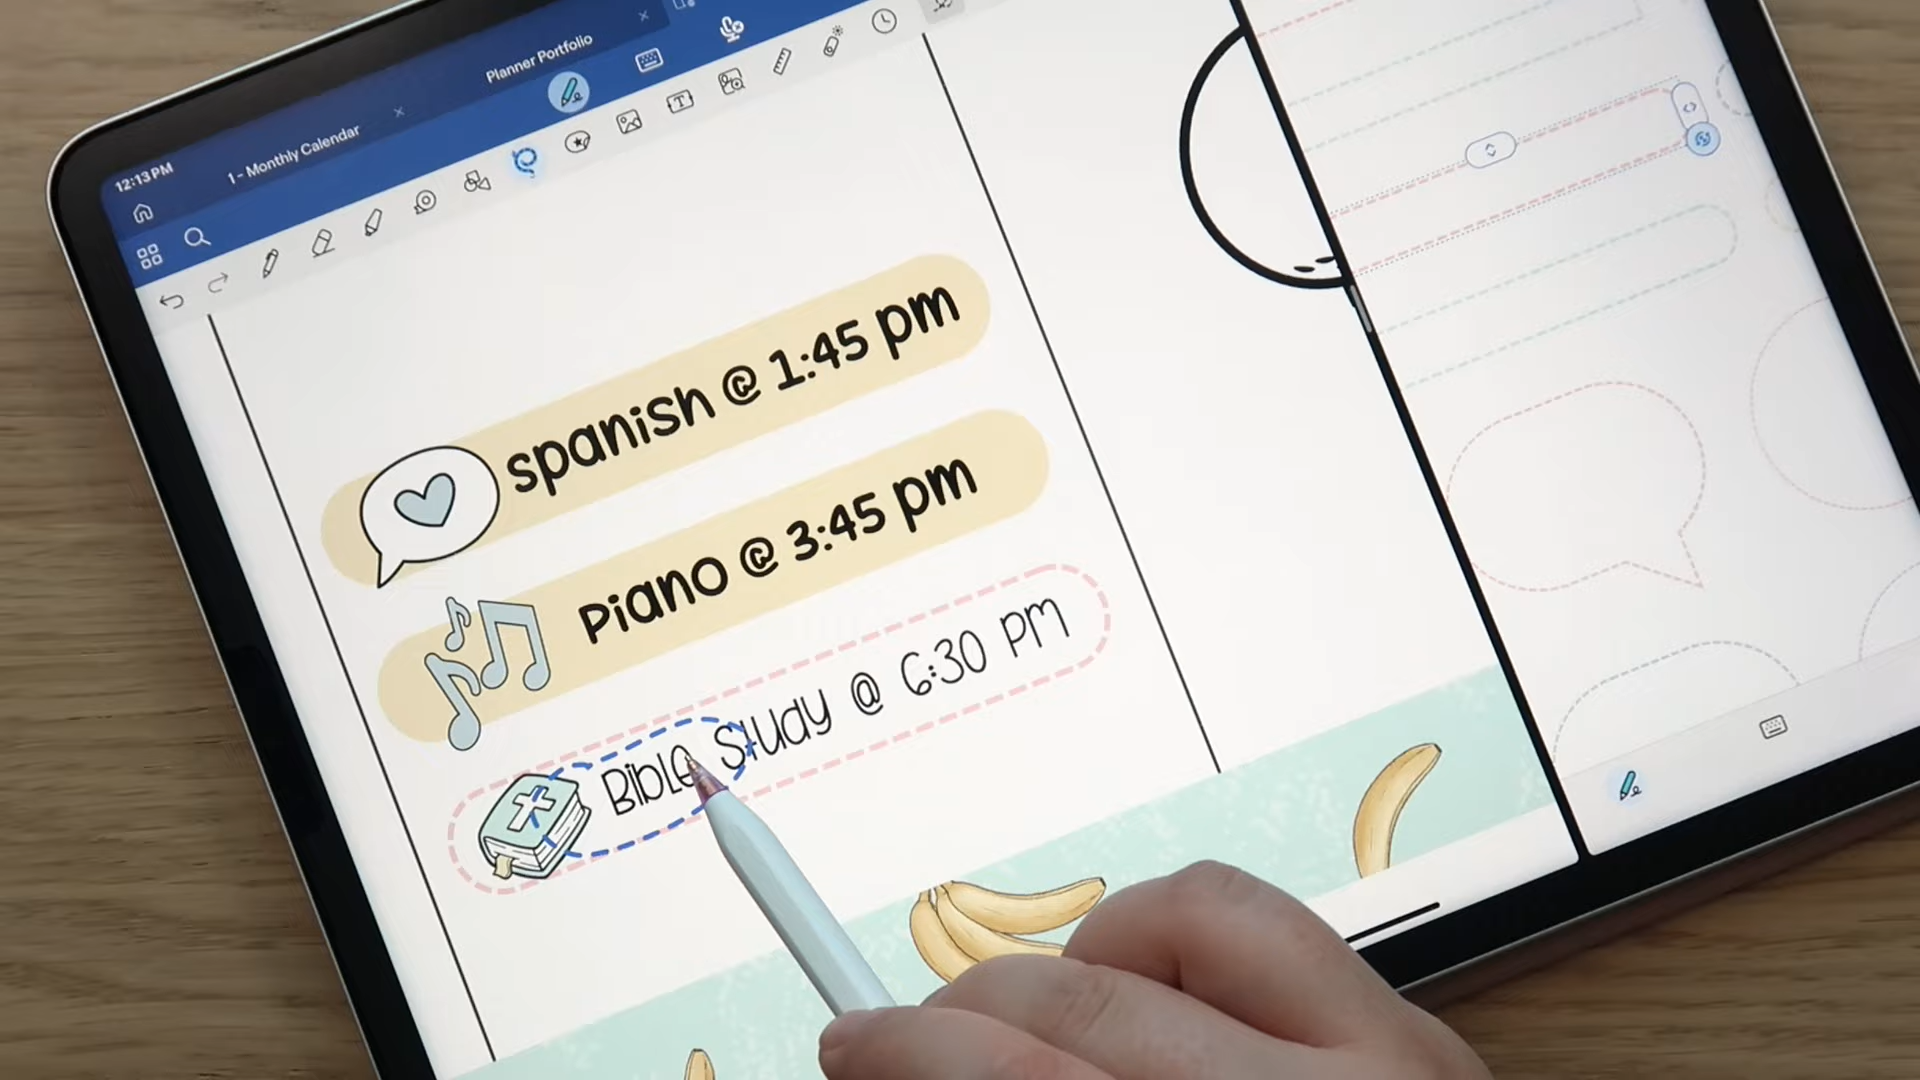 Planner Portfolio
1 - Monthly Calendar
12:13 PM
spanish @ 1:45 pm
Piano @ 3:45 pm
Bible Study @ 6:30 PM